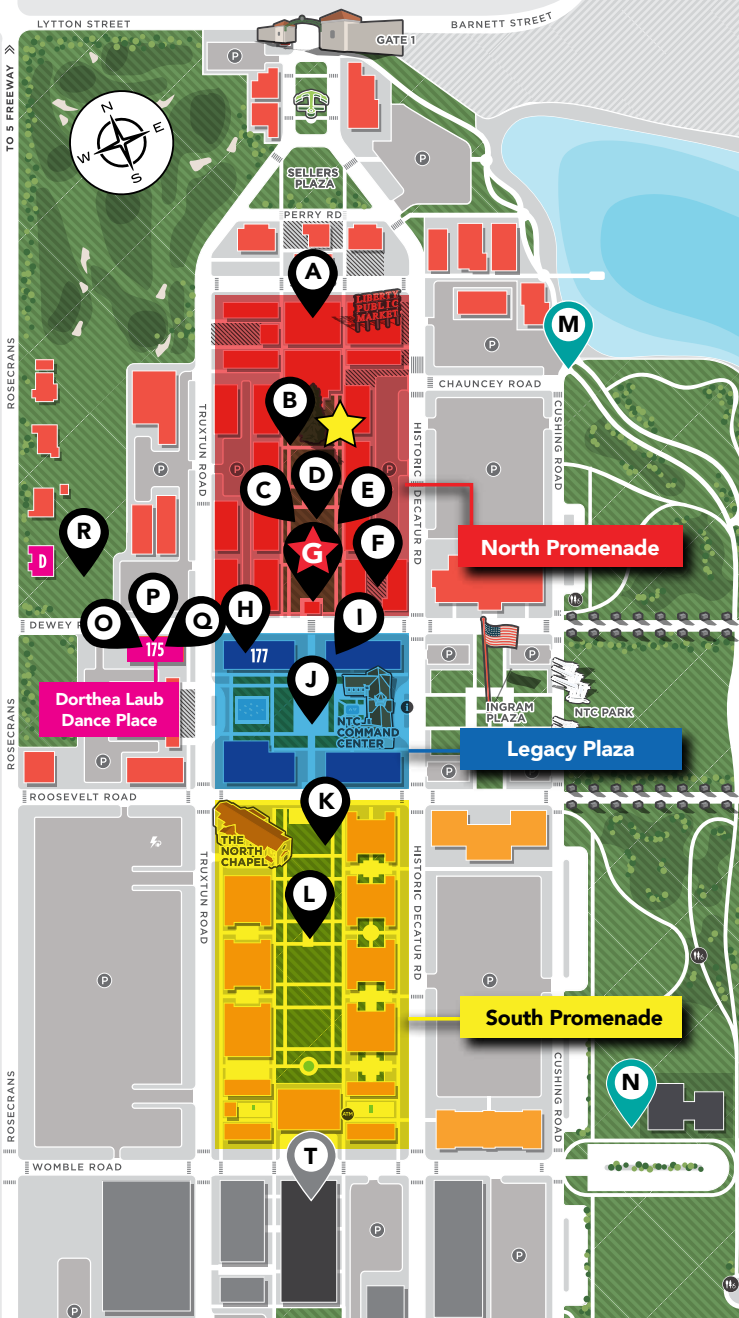 LYTTON STREET
BARNETT STREET
GATE 1
TO 5 FREEWAY
P
N
E
W
S
P
SELLERS
PLAZA
PERRY RD
A
LIBERTY
PUBLIC
MARKET
M
P
ROSECRANS
CHAUNCEY ROAD
B
TRUXTUN ROAD
HISTORIC DECATUR RD
CUSHING ROAD
P
P
P
P
C
D
E
R
G
F
North Promenade
D
P
O
Q
H
I
DEWEY R
175
177
P
P
J
Dorthea Laub
Dance Place
NTC
COMMAND
CENTER
i
INGRAM
PLAZA
NTC PARK
ROSECRANS
Legacy Plaza
P
P
P
ROOSEVELT ROAD
K
THE
NORTH
CHAPEL
TRUXTUN ROAD
HISTORIC DECATUR RD
L
P
P
South Promenade
ROSECRANS
CUSHING ROAD
N
ATM
T
WOMBLE ROAD
P
P
P